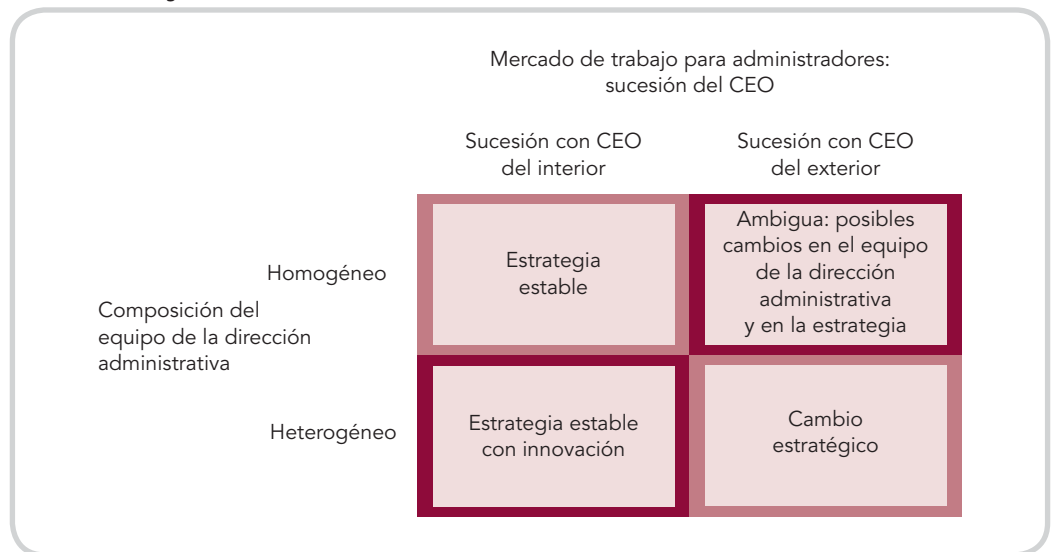 Mercado de trabajo para administradores:
sucesión del CEO
Sucesión con CEO
del interior
Sucesión con CEO
del exterior
Homogéneo
Estrategia
estable
Ambigua: posibles
cambios en el equipo
de la dirección
administrativa
y en la estrategia
Composición del
equipo de la dirección
administrativa
Heterogéneo
Estrategia estable
con innovación
Cambio
estratégico